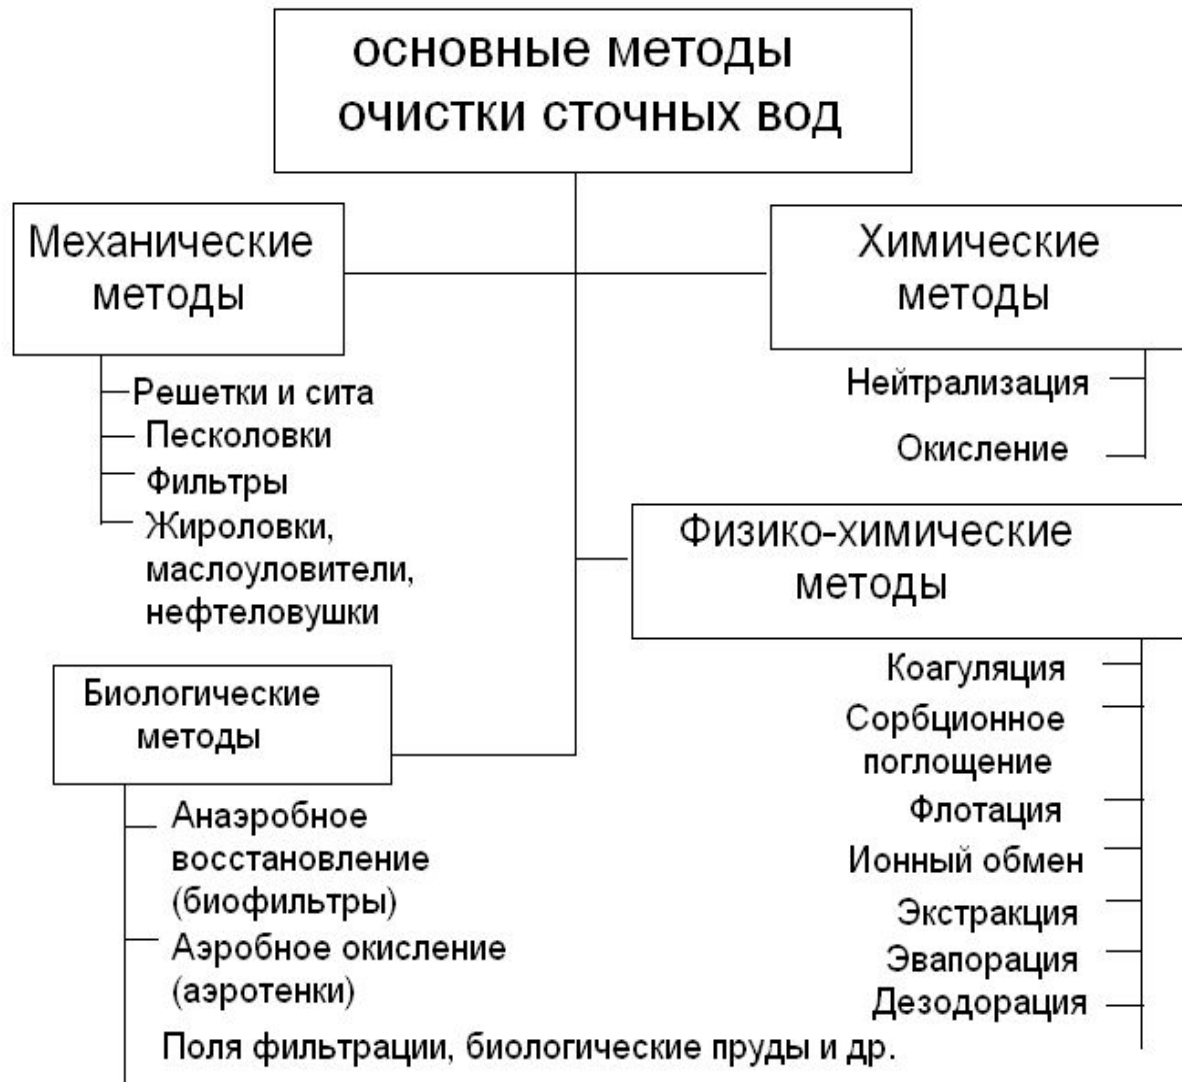 основные методы
очистки сточных вод
Механические
методы
Решетки и сита
Песколовки
Фильтры
Жироловки,
маслоуловители,
нефтеловушки
Химические
методы
Нейтрализация
Окисление
Физико-химические
методы
Коагуляция
Сорбционное
поглощение
Флотация
Ионный обмен
Экстракция
Эвапорация
Дезодорация
Биологические
методы
Анаэробное
восстановление
(биофильтры)
Аэробное окисление
(аэротенки)
Поля фильтрации, биологические пруды и др.